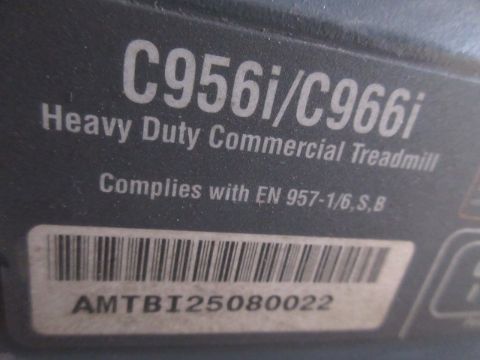 C956i/C966i
Heavy Duty Commercial Treadmill
Complies with EN 957-1/6,S,B
AMTBI25080022